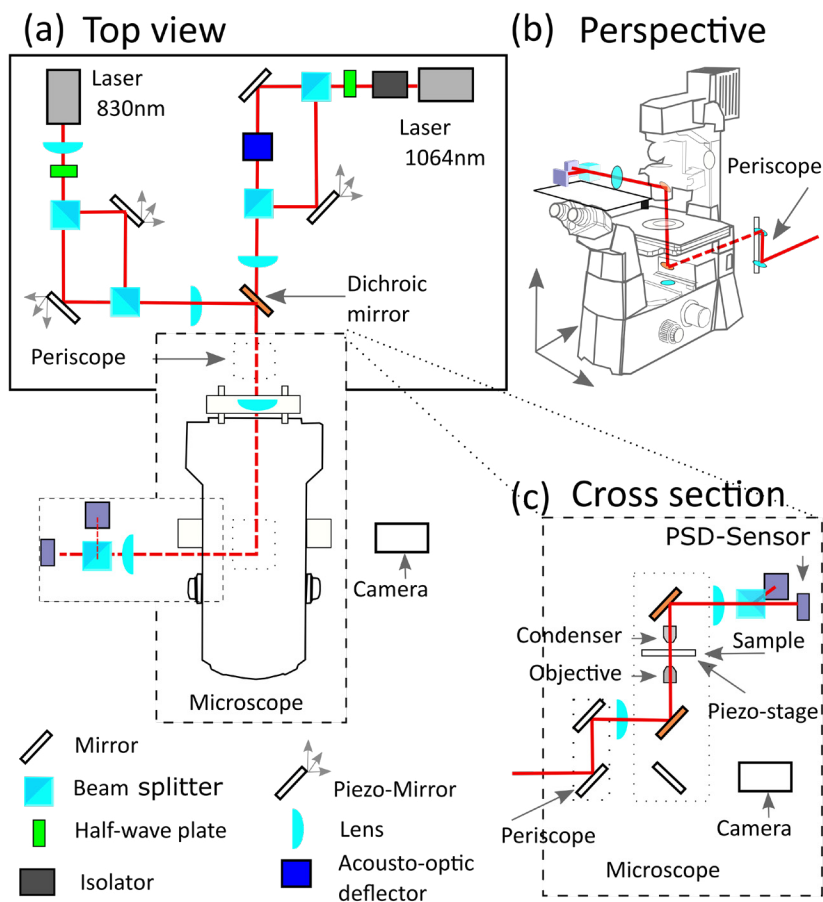 (a) Top view
Laser
830nm
Laser
1064nm
Dichroic
mirror
Periscope
Camera
Microscope
(b) Perspective
Periscope
(c) Cross section
PSD-Sensor
Condenser
Sample
Objective
Piezo-stage
Periscope
Camera
Microscope
Mirror
Beam splitter
Half-wave plate
Isolator
Piezo-Mirror
Lens
Acousto-optic
deflector